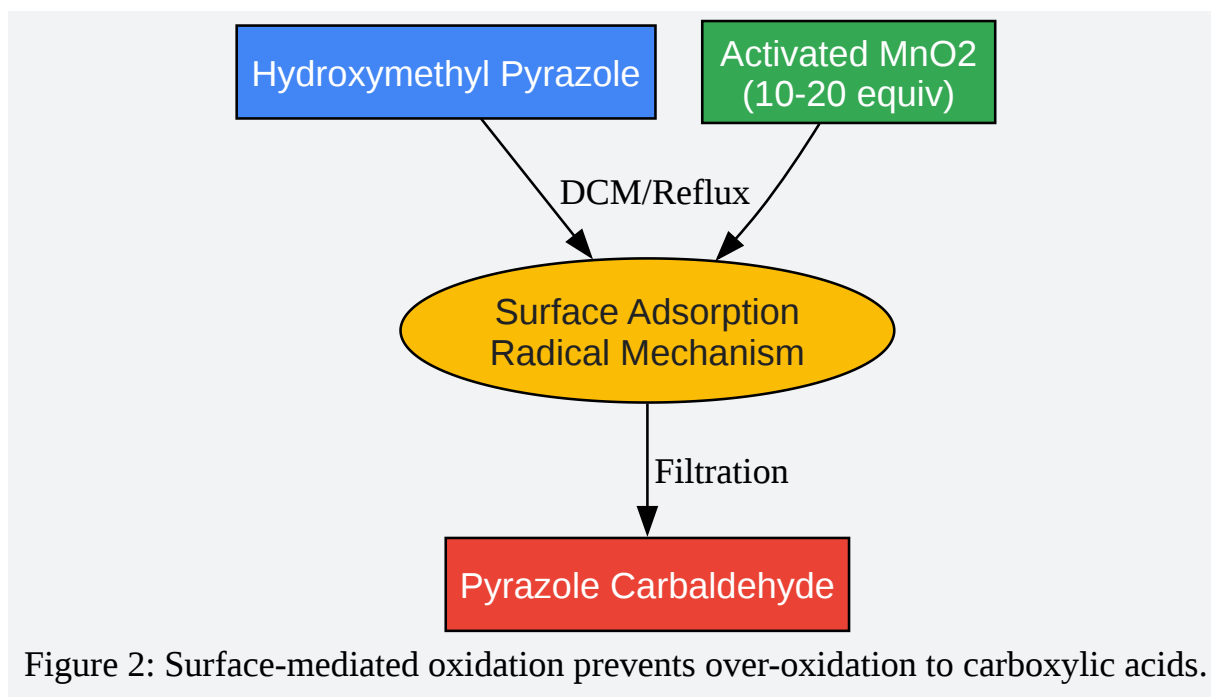 Hydroxymethyl Pyrazole
Activated MnO2
(10-20 equiv)
DCM/Reflux
Surface Adsorption
Radical Mechanism
Filtration
Pyrazole Carbaldehyde
Figure 2: Surface-mediated oxidation prevents over-oxidation to carboxylic acids.